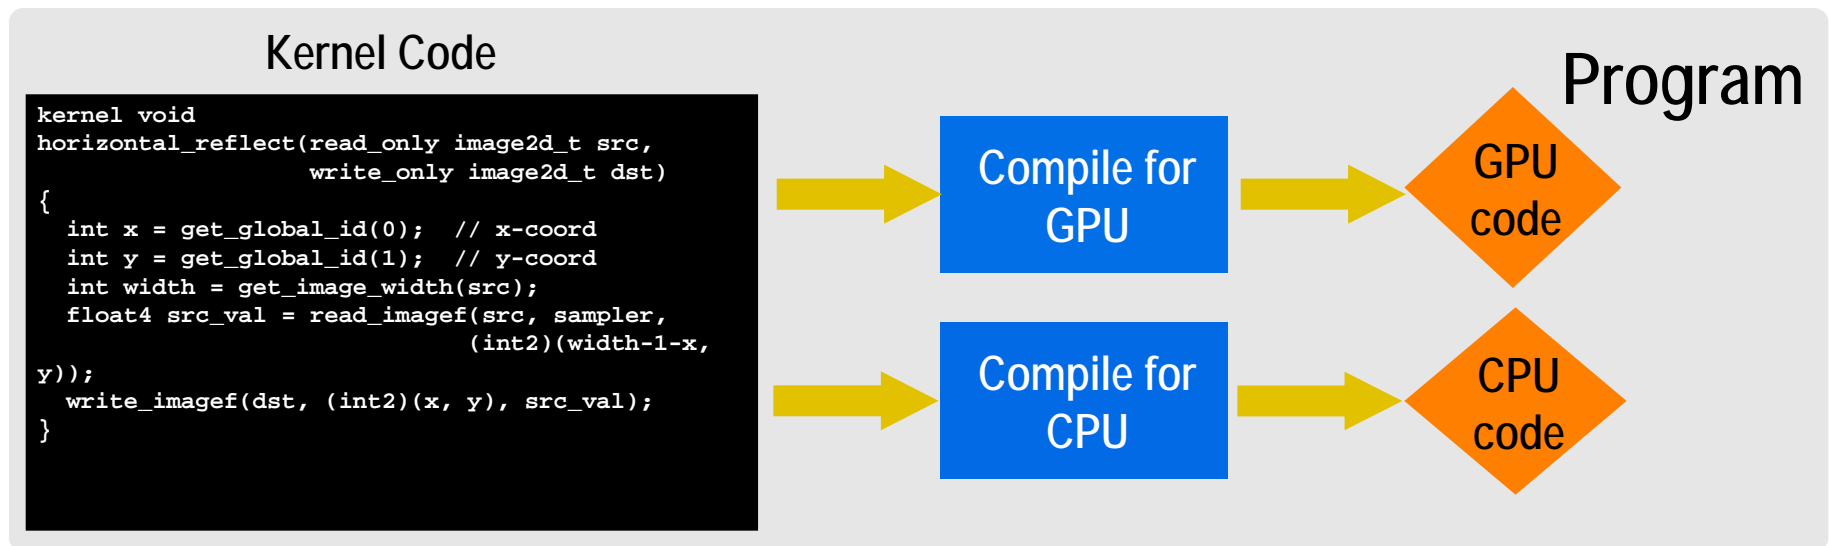 Kernel Code
Program
kernel void
horizontal_reflect(read_only image2d_t src,
                   write_only image2d_t dst)
{
  int x = get_global_id(0);  // x-coord
  int y = get_global_id(1);  // y-coord
  int width = get_image_width(src);
  float4 src_val = read_imagef(src, sampler,
                              (int2)(width-1-x,
y));
  write_imagef(dst, (int2)(x, y), src_val);
}
Compile for
GPU
GPU
code
Compile for
CPU
CPU
code